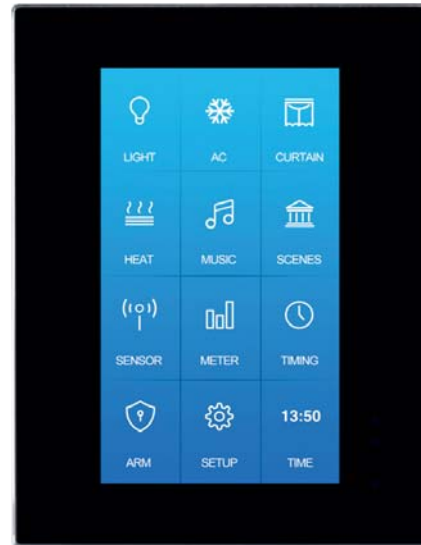 LIGHT AC CURTAIN
HEAT MUSIC SCENES
SENSOR METER TIMING
13:50
ARM SETUP TIME